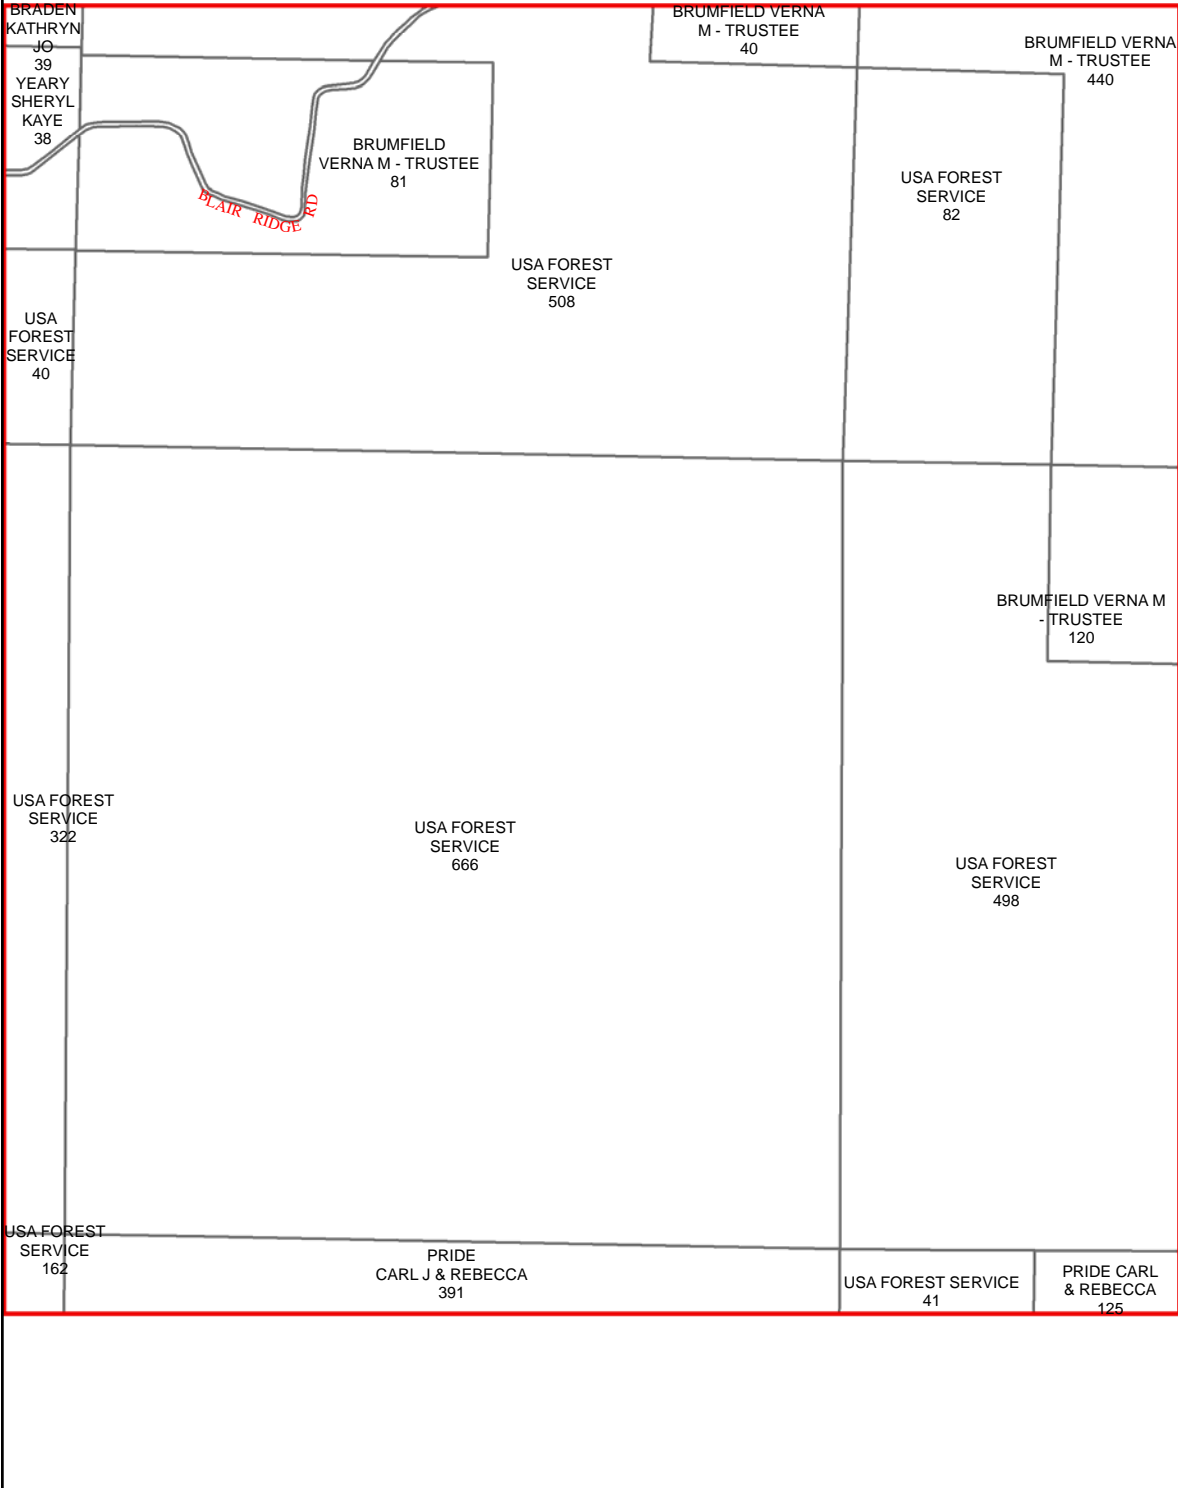 BRADEN
KATHRYN
JO
39
YEARY
SHERYL
KAYE
38
BRUMFIELD VERNA
M - TRUSTEE
40
BRUMFIELD VERNA
M - TRUSTEE
440
BRUMFIELD
VERNA M - TRUSTEE
81
BLAIR RIDGE RD
USA FOREST
SERVICE
82
USA FOREST
SERVICE
508
USA
FOREST
SERVICE
40
BRUMFIELD VERNA M
- TRUSTEE
120
USA FOREST
SERVICE
322
USA FOREST
SERVICE
666
USA FOREST
SERVICE
498
USA FOREST
SERVICE
162
PRIDE
CARL J & REBECCA
391
USA FOREST SERVICE
41
PRIDE CARL
& REBECCA
125